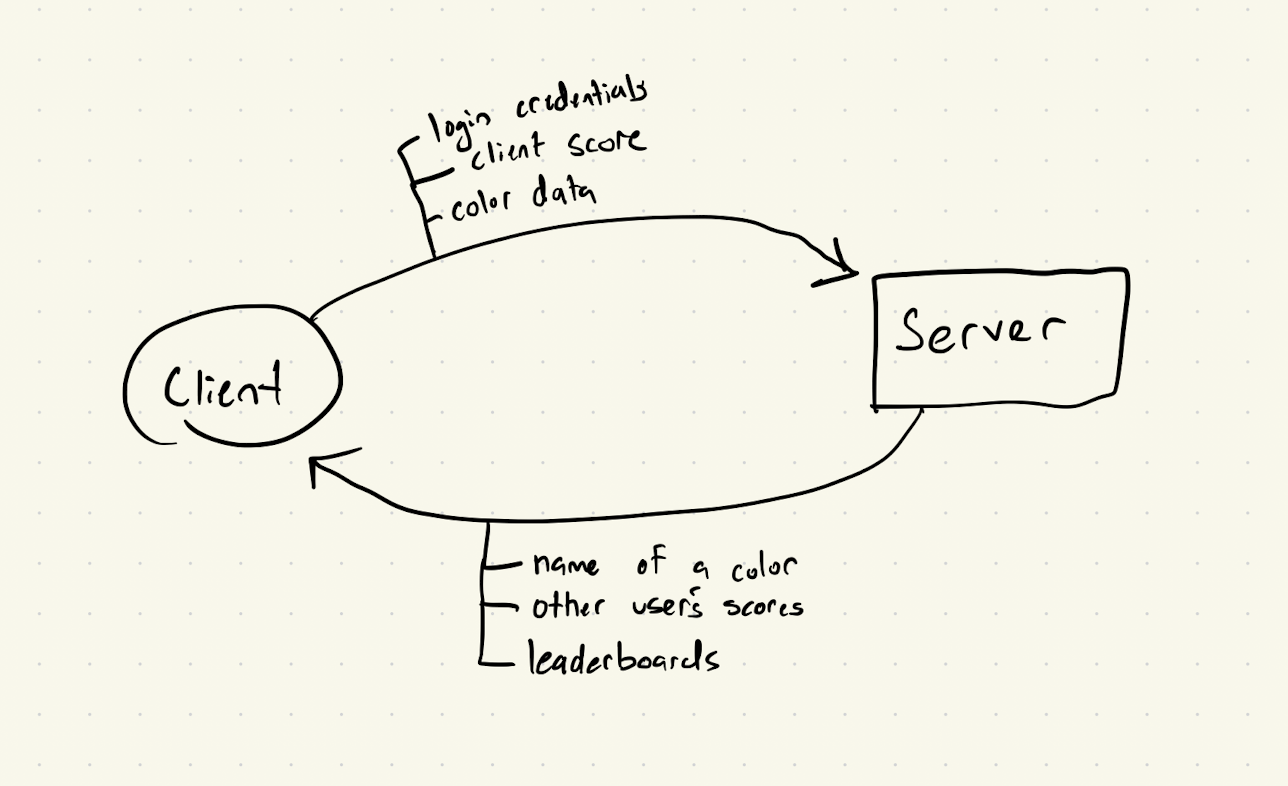 login credentials
client score
color data
Client
Server
name of a color
other user's scores
leaderboards